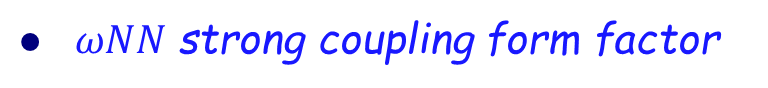 • ωNN strong coupling form factor